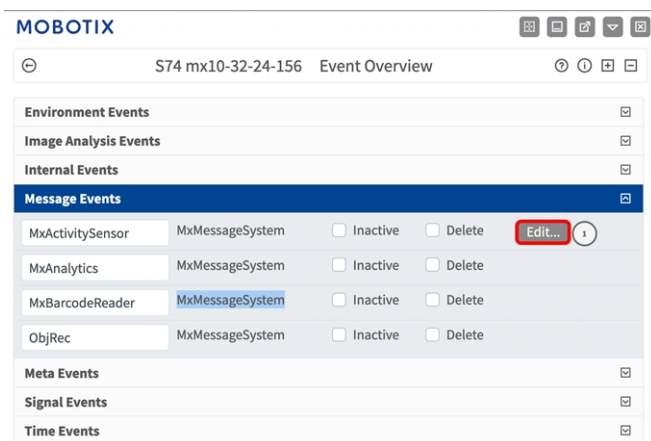 MOBOTIX
S74 mx10-32-24-156 Event Overview
Environment Events
Image Analysis Events
Internal Events
Message Events
MxActivitySensor MxMessageSystem Inactive Delete Edit... 1
MxAnalytics MxMessageSystem Inactive Delete
MxBarcodeReader MxMessageSystem Inactive Delete
ObjRec MxMessageSystem Inactive Delete
Meta Events
Signal Events
Time Events